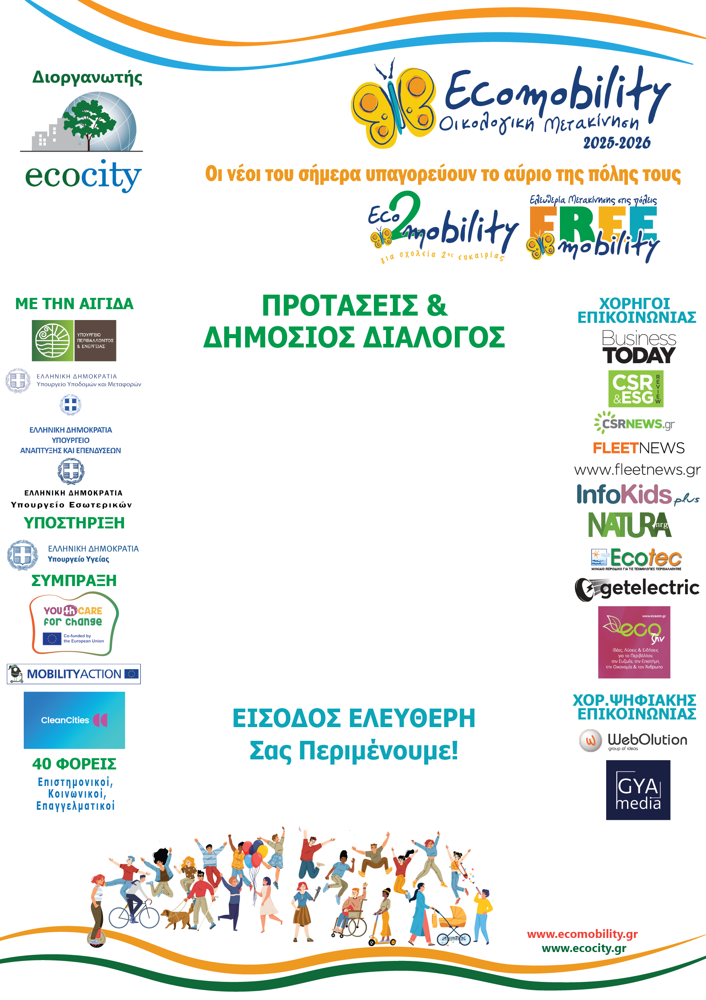 Διοργανωτής
ecocity
Ecomobility
Οικολογική Μετακίνηση
2025-2026
Οι νέοι του σήμερα υπαγορεύουν το αύριο της πόλης τους
Eco2mobility
για σχολεία 2ης ευκαιρίας
Ελευθερία Μετακίνησης στις πόλεις
FREE
mobility
ΜΕ ΤΗΝ ΑΙΓΙΔΑ
ΥΠΟΥΡΓΕΙΟ
ΠΕΡΙΒΑΛΛΟΝΤΟΣ
& ΕΝΕΡΓΕΙΑΣ
ΕΛΛΗΝΙΚΗ ΔΗΜΟΚΡΑΤΙΑ
Υπουργείο Υποδομών και Μεταφορών
ΕΛΛΗΝΙΚΗ ΔΗΜΟΚΡΑΤΙΑ
ΥΠΟΥΡΓΕΙΟ
ΑΝΑΠΤΥΞΗΣ ΚΑΙ ΕΠΕΝΔΥΣΕΩΝ
ΕΛΛΗΝΙΚΗ ΔΗΜΟΚΡΑΤΙΑ
Υπουργείο Εσωτερικών
ΥΠΟΣΤΗΡΙΞΗ
ΕΛΛΗΝΙΚΗ ΔΗΜΟΚΡΑΤΙΑ
Υπουργείο Υγείας
ΣΥΜΠΡΑΞΗ
YOUthCARE
for change
Co-funded by
the European Union
MOBILITYACTION
CleanCities
40 ΦΟΡΕΙΣ
Επιστημονικοί,
Κοινωνικοί,
Επαγγελματικοί
ΠΡΟΤΑΣΕΙΣ &
ΔΗΜΟΣΙΟΣ ΔΙΑΛΟΓΟΣ
ΕΙΣΟΔΟΣ ΕΛΕΥΘΕΡΗ
Σας Περιμένουμε!
ΧΟΡΗΓΟΙ
ΕΠΙΚΟΙΝΩΝΙΑΣ
Business
TODAY
CSR
&ESG
REVIEW
CSRNEWS.gr
FLEETNEWS
www.fleetnews.gr
InfoKids plus
NATURA nrg
Ecotec
ΜΗΝΙΑΙΟ ΠΕΡΙΟΔΙΚΟ ΓΙΑ ΤΙΣ ΤΕΧΝΟΛΟΓΙΕΣ ΠΕΡΙΒΑΛΛΟΝΤΟΣ
getelectric
www.ecozen.gr
eco
ζην
Ιδέες, Λύσεις & Ειδήσεις
για το Περιβάλλον,
την Ευζωία, την Επιστήμη,
την Οικονομία & τον Άνθρωπο
ΧΟΡ.ΨΗΦΙΑΚΗΣ
ΕΠΙΚΟΙΝΩΝΙΑΣ
WebOlution
group of ideas
GYA
media
www.ecomobility.gr
www.ecocity.gr